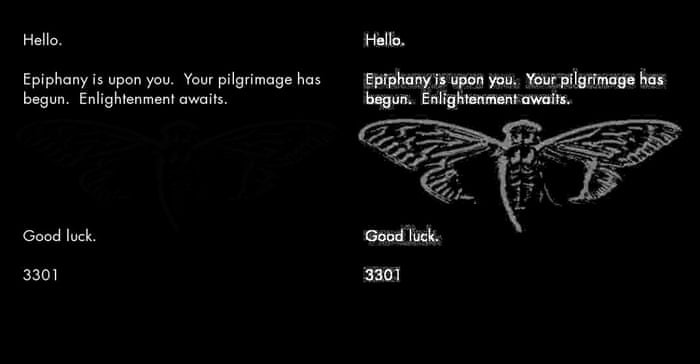 Hello.
Epiphany is upon you.  Your pilgrimage has
begun.  Enlightenment awaits.
Good luck.
3301
Hello.
Epiphany is upon you.  Your pilgrimage has
begun.  Enlightenment awaits.
Good luck.
3301